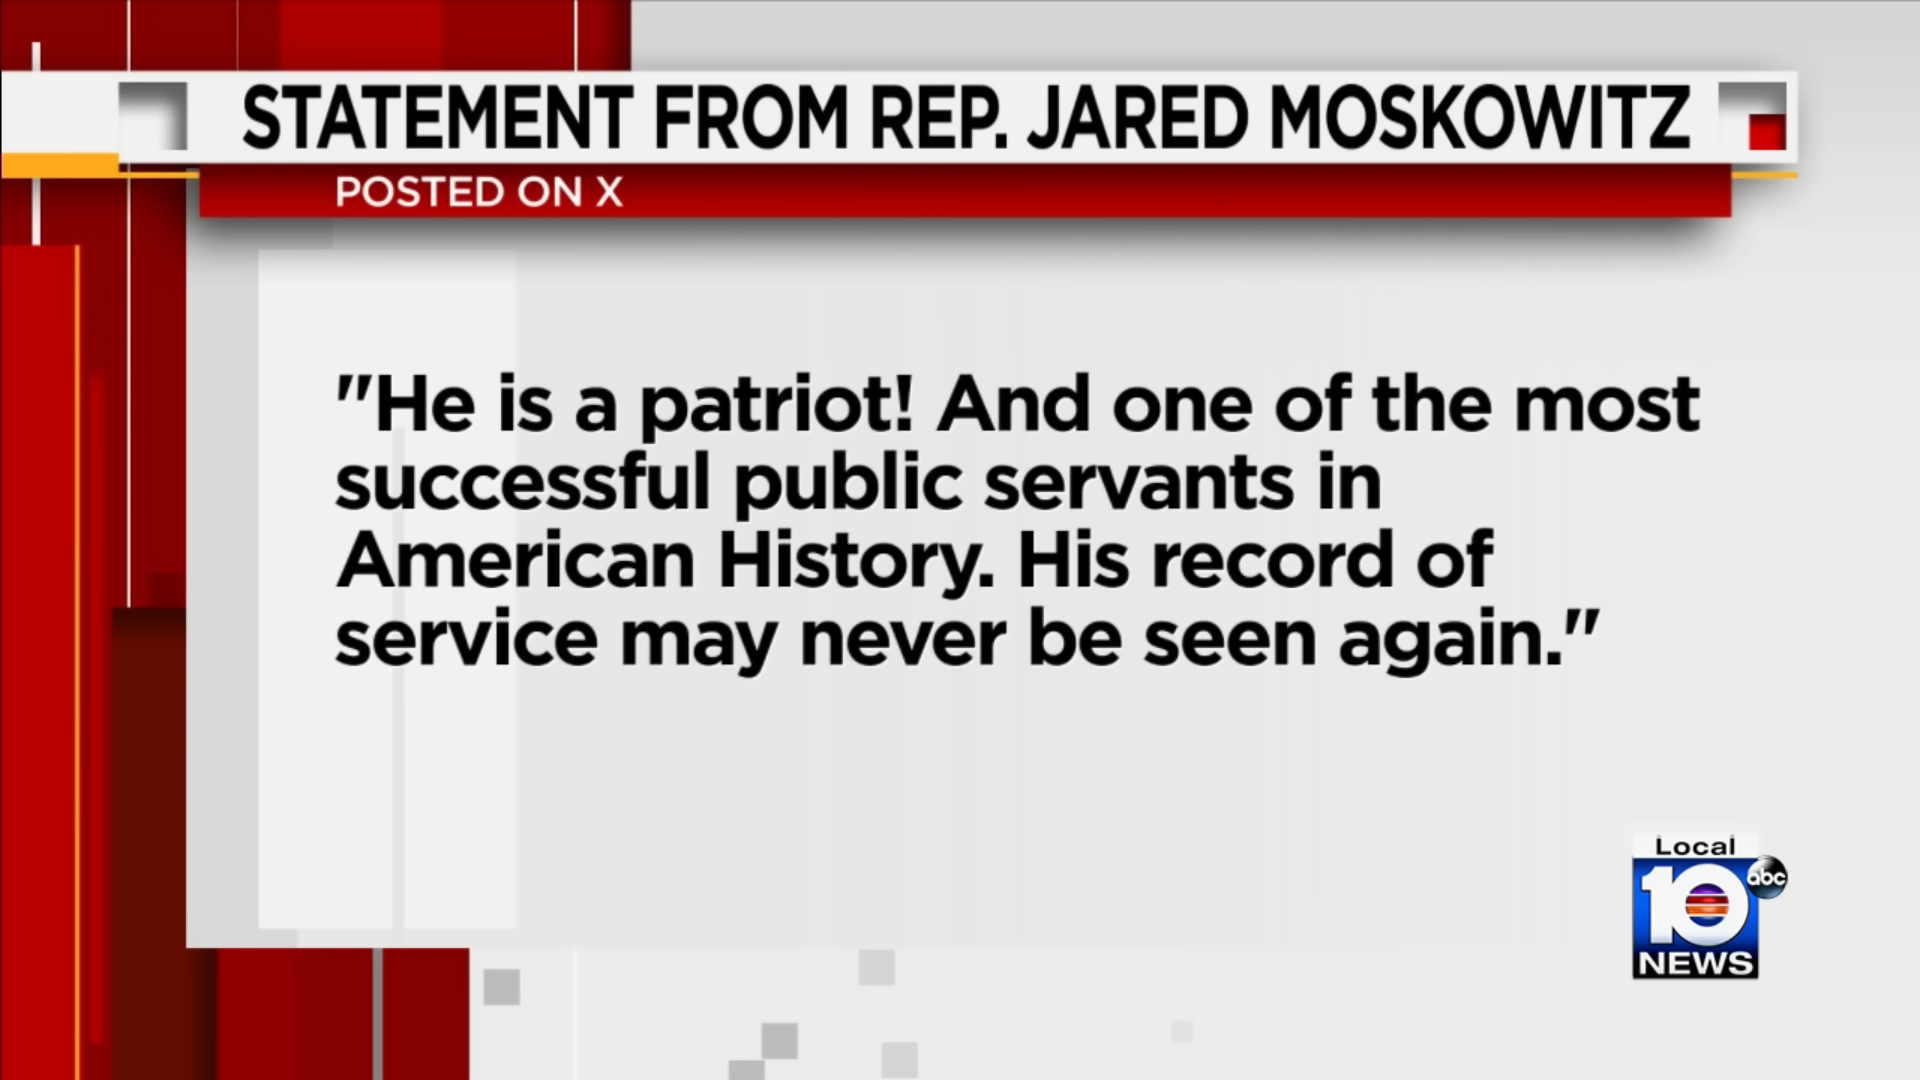 STATEMENT FROM REP. JARED MOSKOWITZ
POSTED ON X
"He is a patriot! And one of the most
successful public servants in
American History. His record of
service may never be seen again."
Local
10
abc
NEWS